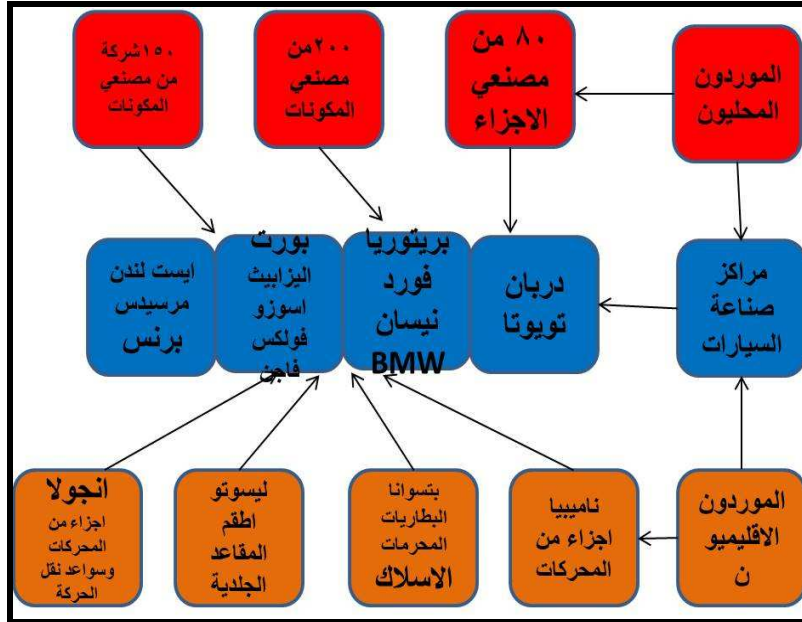 الموردون
المحليون
٨٠ من
مصنعي
الاجزاء
٢٠٠من
مصنعي
المكونات
١٥٠شركة
من مصنعي
المكونات
مراكز
صناعة
السيارات
دربان
تويوتا
بريتوريا
فورد
نيسان
BMW
بورت
اليزابيث
اسوزو
فولكس
فاجن
ايست لندن
مرسيدس
برنس
الموردون
الاقليميو
ن
ناميبيا
اجزاء من
المحركات
بتسوانا
البطاريات
المحرمات
الاسلاك
ليسوتو
اطقم
المقاعد
الجلدية
انجولا
اجزاء من
المحركات
وسواعد نقل
الحركة